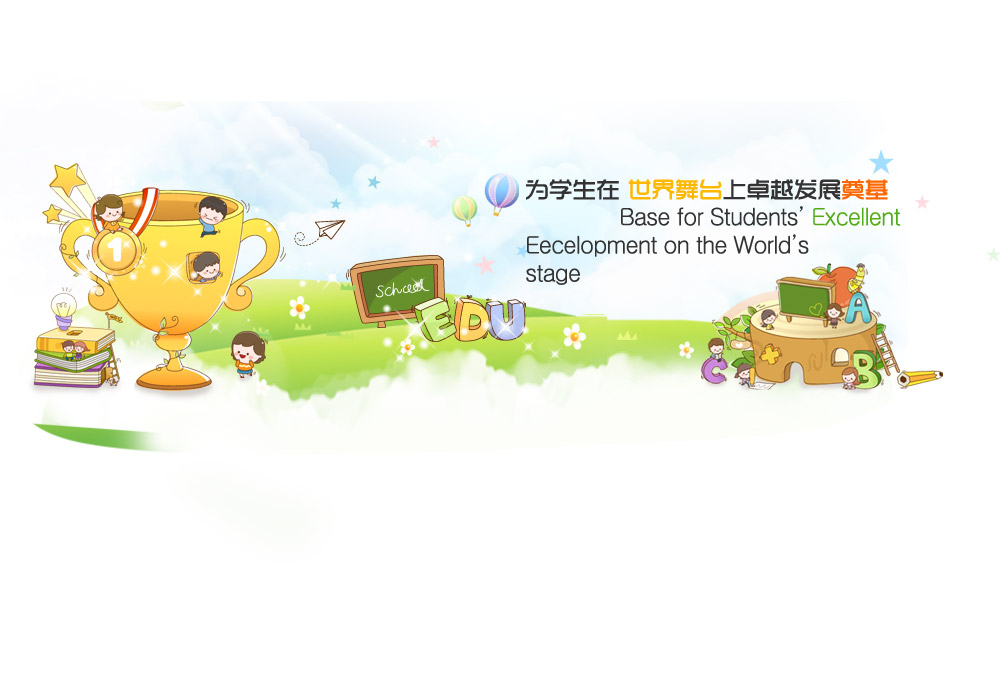 为学生在 世界舞台上卓越发展奠基
Base for Students’ Excellent
Eecelopment on the World’s
stage
1
school
EDU
A
C
B